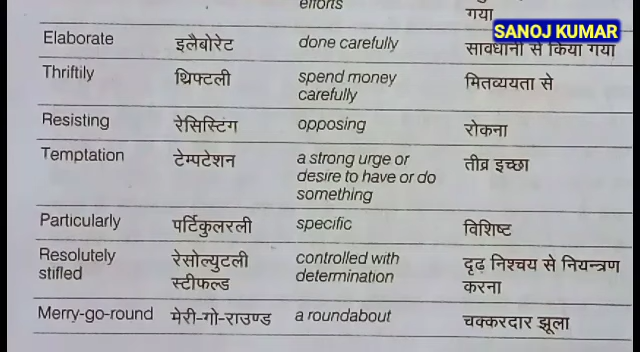 efforts
गया
SANOJ KUMAR
Elaborate इलैबोरेट done carefully सावधानी से किया गया
Thriftily थ्रिफ्टली spend money मितव्ययता से
carefully
Resisting रेसिस्टिंग opposing रोकना
Temptation टेम्पटेशन a strong urge or तीव्र इच्छा
desire to have or do
something
Particularly पर्टिकुलरली specific विशिष्ट
Resolutely रेसोल्युटली controlled with दृढ़ निश्चय से नियन्त्रण
stifled स्टीफल्ड determination करना
Merry-go-round मेरी-गो-राउण्ड a roundabout चक्करदार झूला